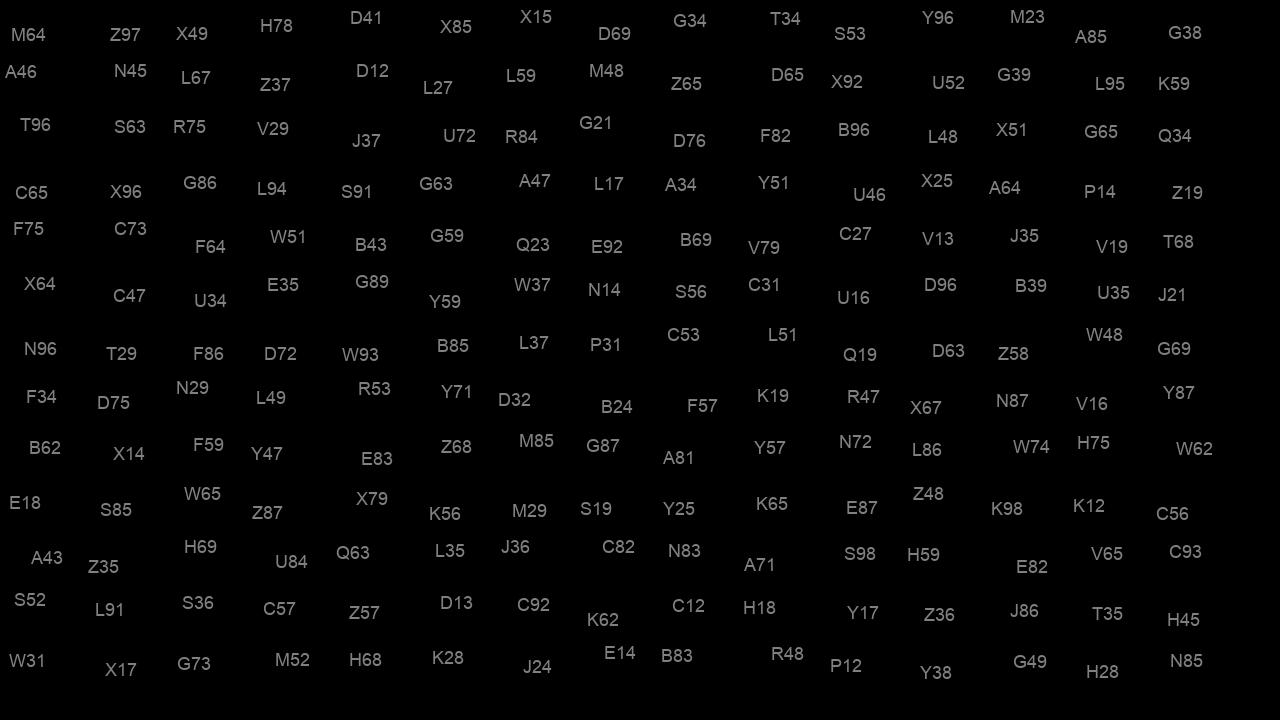 M64 Z97 X49 H78 D41 X85 X15 D69 G34 T34 S53 Y96 M23 A85 G38
A46 N45 L67 Z37 D12 L27 L59 M48 Z65 D65 X92 U52 G39 L95 K59
T96 S63 R75 V29 J37 U72 R84 G21 D76 F82 B96 L48 X51 G65 Q34
C65 X96 G86 L94 S91 G63 A47 L17 A34 Y51 U46 X25 A64 P14 Z19
F75 C73 F64 W51 B43 G59 Q23 E92 B69 V79 C27 V13 J35 V19 T68
X64 C47 U34 E35 G89 Y59 W37 N14 S56 C31 U16 D96 B39 U35 J21
N96 T29 F86 D72 W93 B85 L37 P31 C53 L51 Q19 D63 Z58 W48 G69
F34 D75 N29 L49 R53 Y71 D32 B24 F57 K19 R47 X67 N87 V16 Y87
B62 X14 F59 Y47 E83 Z68 M85 G87 A81 Y57 N72 L86 W74 H75 W62
E18 S85 W65 Z87 X79 K56 M29 S19 Y25 K65 E87 Z48 K98 K12 C56
A43 Z35 H69 U84 Q63 L35 J36 C82 N83 A71 S98 H59 E82 V65 C93
S52 L91 S36 C57 Z57 D13 C92 K62 C12 H18 Y17 Z36 J86 T35 H45
W31 X17 G73 M52 H68 K28 J24 E14 B83 R48 P12 Y38 G49 H28 N85